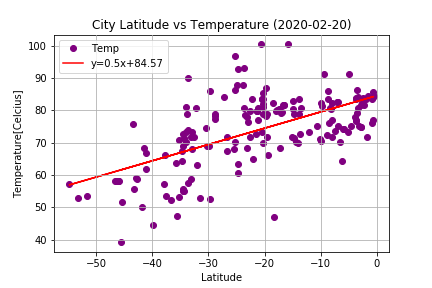 City Latitude vs Temperature (2020-02-20)
Temp
y=0.5x+84.57
Temperatures[Celcius]
100
90
80
70
60
50
40
−50
−40
−30
−20
−10
0
Latitude